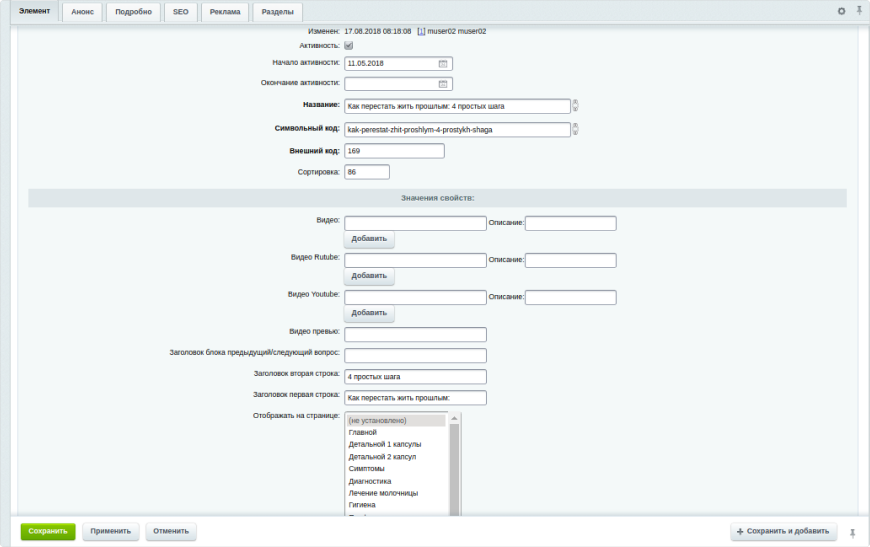 Элемент Анонс Подробно SEO Реклама Разделы
Изменен: 17.08.2018 08:18:08 [1] muser02 muser02
Активность:
Начало активности: 11.05.2018
Окончание активности:
Название: Как перестать жить прошлым: 4 простых шага
Символьный код: kak-perestat-zhit-proshlym-4-prostykh-shaga
Внешний код: 169
Сортировка: 86
Значения свойств:
Видео: Описание:
Добавить
Видео Rutube: Описание:
Добавить
Видео Youtube: Описание:
Добавить
Видео превью:
Заголовок блока предыдущий/следующий вопрос:
Заголовок вторая строка: 4 простых шага
Заголовок первая строка: Как перестать жить прошлым:
Отображать на странице: (не установлено)
Главной
Детальной 1 капсулы
Детальной 2 капсул
Симптомы
Диагностика
Лечение молочницы
Гигиена
Сохранить Применить Отменить Сохранить и добавить